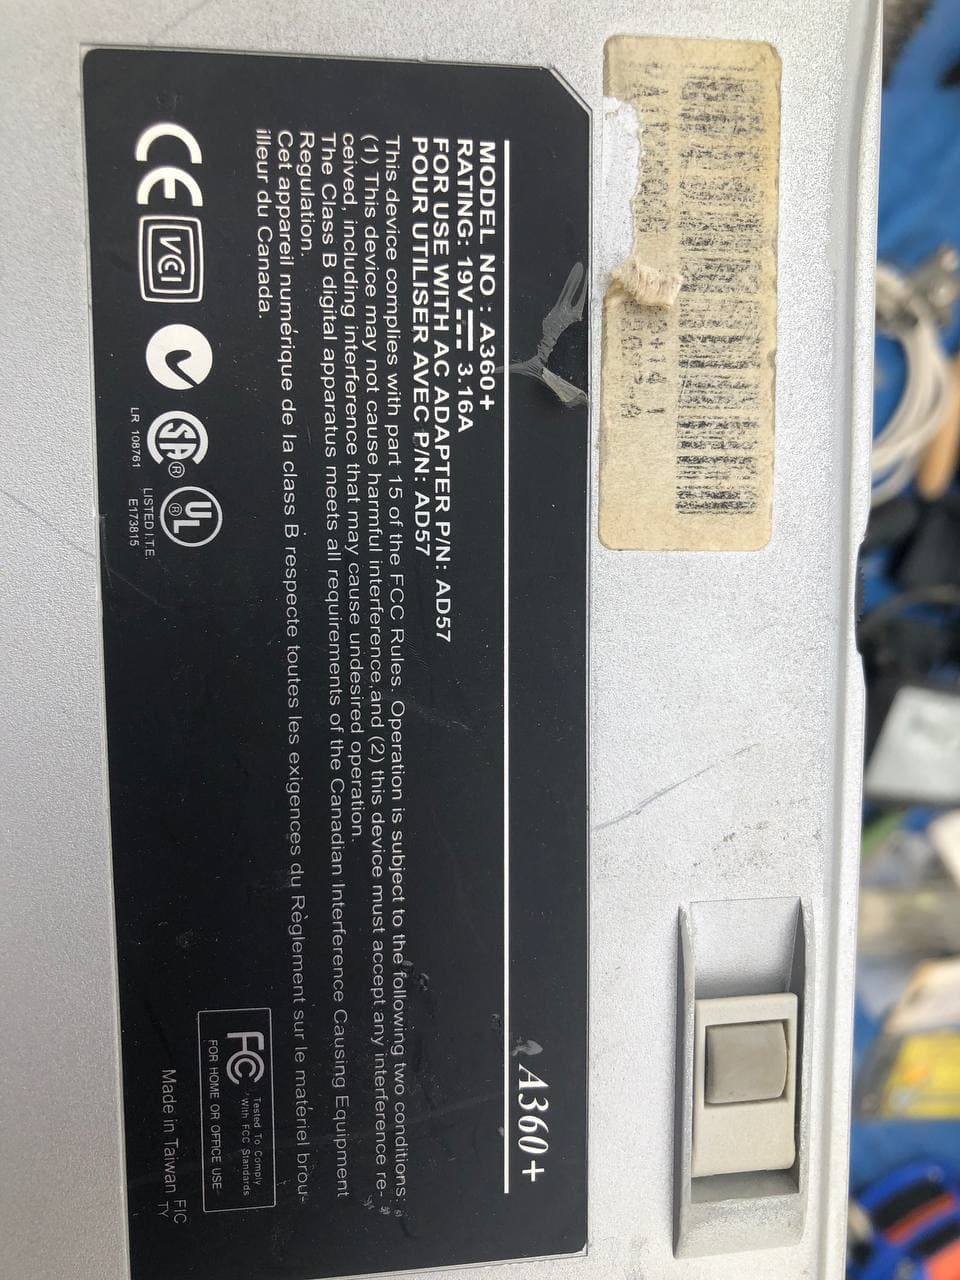 A360+
MODEL NO : A360+
RATING: 19V 3.16A
FOR USE WITH AC ADAPTER P/N: AD57
POUR UTILISER AVEC P/N: AD57
This device complies with part 15 of the FCC Rules. Operation is subject to the following two conditions:
(1) This device may not cause harmful interference,and (2) this device must accept any interference re-
ceived, including interference that may cause undesired operation.
The Class B digital apparatus meets all requirements of the Canadian Interference Causing Equipment
Regulation.
Cet appareil numérique de la class B respecte toutes les exigences du Règlement sur le matériel brou-
illeur du Canada.
CE
VCI
SA ®
LR 108761
UL ®
LISTED I.T.E.
E173815
FC
Tested To Comply
With FCC Standards
FOR HOME OR OFFICE USE
Made in Taiwan FIC
TY